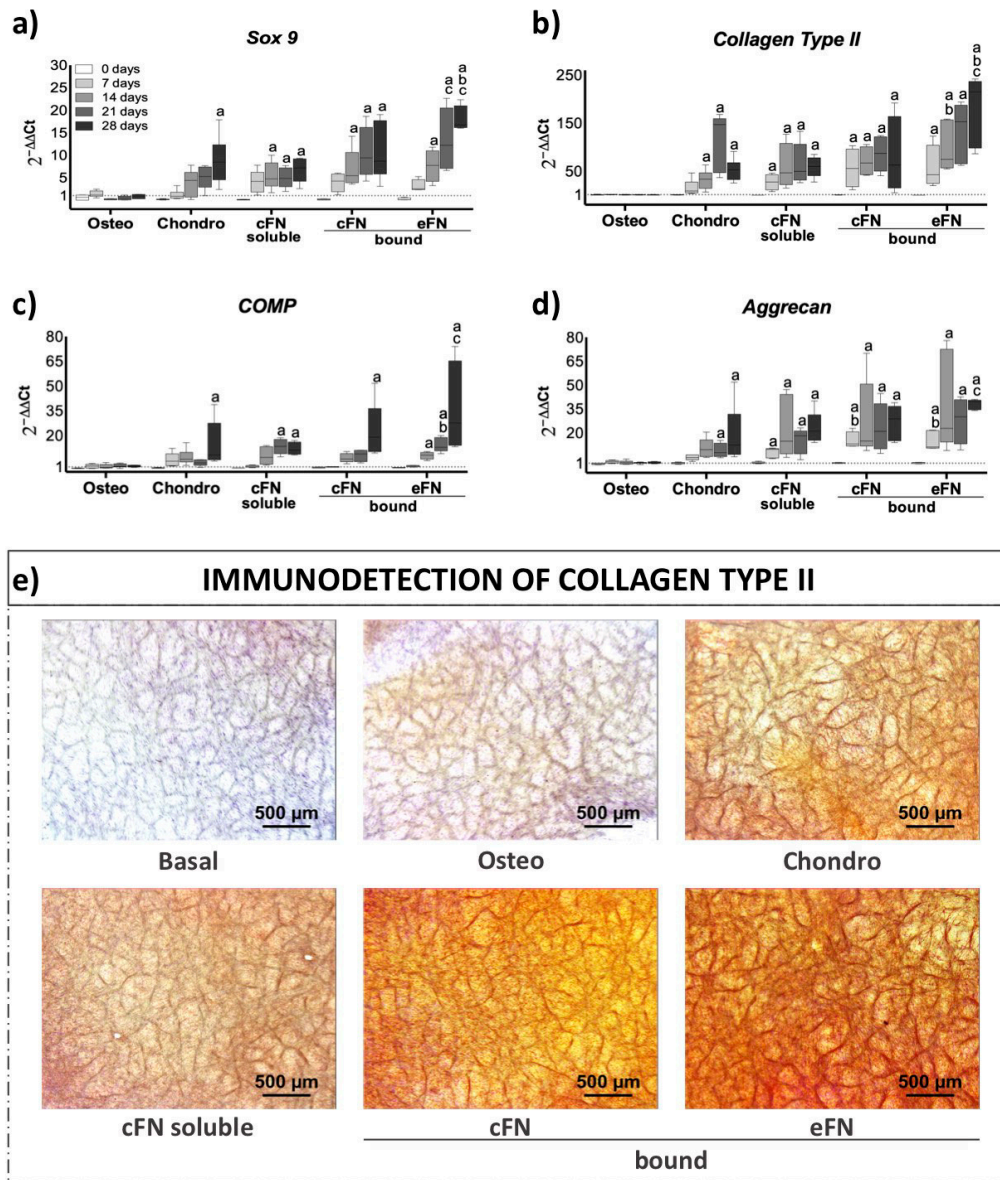 a)
Sox 9
30
25
20
15
10
5
1
2-ΔΔCt
0 days
7 days
14 days
21 days
28 days
a
a a a
a a a
a
a
c
a
b
c
Osteo Chondro cFN soluble cFN eFN
bound
b)
Collagen Type II
250
150
50
1
2-ΔΔCt
a a a
a a a a
a a a a
a
a
b
a
a
b
c
Osteo Chondro cFN soluble cFN eFN
bound
c)
COMP
80
65
50
35
20
1
2-ΔΔCt
a
a a
a
a
a
b
a
c
Osteo Chondro cFN soluble cFN eFN
bound
d)
Aggrecan
80
65
50
35
20
1
2-ΔΔCt
a a
a a a a
a
b
a a a
a
b
a a
a
c
Osteo Chondro cFN soluble cFN eFN
bound
e)
IMMUNODETECTION OF COLLAGEN TYPE II
500 µm 500 µm 500 µm
Basal Osteo Chondro
500 µm 500 µm 500 µm
cFN soluble cFN eFN
bound